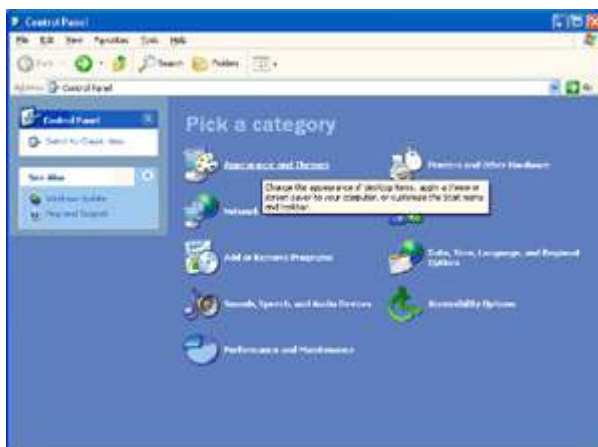 Control Panel
File Edit View Favorites Tools Help
Search Folders
Control Panel Go
Control Panel
Switch to Classic View
See Also
Windows Update
Help and Support
Pick a category
Appearance and Themes
Printers and Other Hardware
Change the appearance of desktop items, apply a theme or
screen saver to your computer, or customize the Start menu
and taskbar.
Network
Add or Remove Programs
Date, Time, Language, and Regional
Options
Sounds, Speech, and Audio Devices
Accessibility Options
Performance and Maintenance